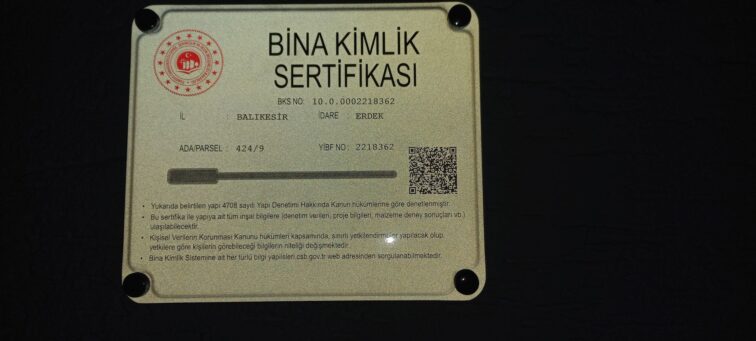 BİNA KİMLİK
SERTİFİKASI
BKS NO: 10.0.0002218362
İL : BALIKESİR İDARE : ERDEK
ADA/PARSEL : 424/9 YİBF NO : 2218362
• Yukarıda belirtilen yapı 4708 sayılı Yapı Denetimi Hakkında Kanun hükümlerine göre denetlenmiştir.
• Bu sertifika ile yapıya ait tüm inşai bilgilere (denetim verileri, proje bilgileri, malzeme deney sonuçları vb.)
ulaşılabilecektir.
• Kişisel Verilerin Korunması Kanunu hükümleri kapsamında, sınırlı yetkilendirmeler yapılacak olup,
yetkilere göre kişilerin görebileceği bilgilerin niteliği değişmektedir.
• Bina Kimlik Sistemine ait her türlü bilgi yapilisleri.csb.gov.tr web adresinden sorgulanabilmektedir.